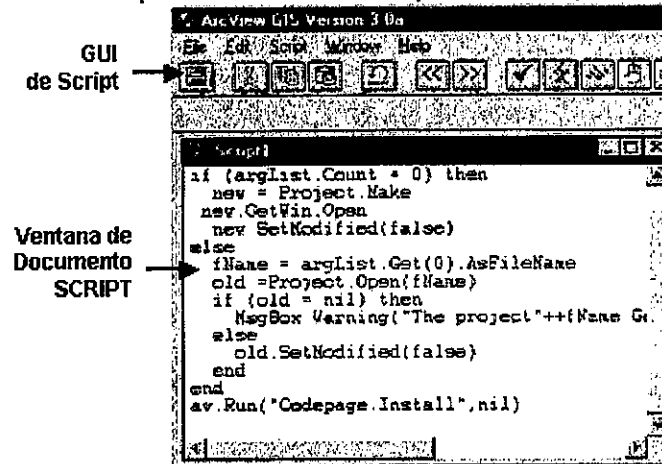 ArcView GIS Version 3.0a
File Edit Script Window Help
GUI
de Script
Script1
if (argList.Count = 0) then
new = Project.Make
new.GetWin.Open
new SetModified(false)
else
fName = argList.Get(0).AsFileName
old =Project.Open(fName)
if (old = nil) then
MsgBox Warning("The project"++fName Ge
else
old.SetModified(false)
end
end
av.Run("Codepage.Install",nil)
Ventana de
Documento
SCRIPT